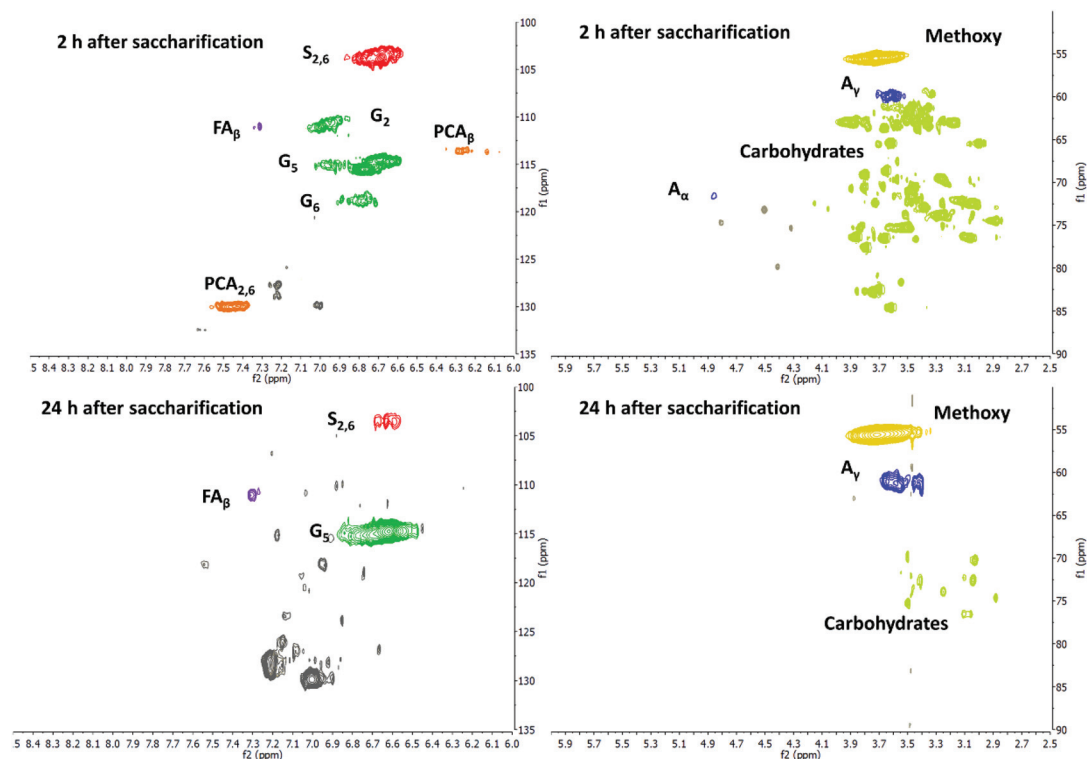 2 h after saccharification
S2,6
G2
FAβ
PCAβ
G5
G6
PCA2,6
100
105
110
115
120
125
130
135
f1 (ppm)
5 8.4 8.3 8.2 8.1 8.0 7.9 7.8 7.7 7.6 7.5 7.4 7.3 7.2 7.1 7.0 6.9 6.8 6.7 6.6 6.5 6.4 6.3 6.2 6.1 6.0
f2 (ppm)
2 h after saccharification
Methoxy
Aγ
Carbohydrates
Aα
55
60
65
70
75
80
85
90
f1 (ppm)
5.9 5.7 5.5 5.3 5.1 4.9 4.7 4.5 4.3 4.1 3.9 3.7 3.5 3.3 3.1 2.9 2.7 2.5
f2 (ppm)
24 h after saccharification
S2,6
FAβ
G5
100
105
110
115
120
125
130
135
f1 (ppm)
.5 8.4 8.3 8.2 8.1 8.0 7.9 7.8 7.7 7.6 7.5 7.4 7.3 7.2 7.1 7.0 6.9 6.8 6.7 6.6 6.5 6.4 6.3 6.2 6.1 6.0
f2 (ppm)
24 h after saccharification
Methoxy
Aγ
Carbohydrates
55
60
65
70
75
80
85
90
f1 (ppm)
5.9 5.7 5.5 5.3 5.1 4.9 4.7 4.5 4.3 4.1 3.9 3.7 3.5 3.3 3.1 2.9 2.7 2.5
f2 (ppm)